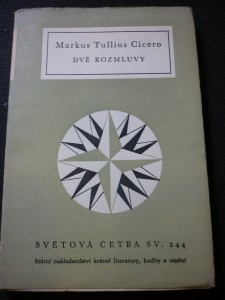 Markus Tullius Cicero
DVĚ ROZMLUVY
SVĚTOVÁ ČETBA SV. 244
Státní nakladatelství krásné literatury, hudby a umění